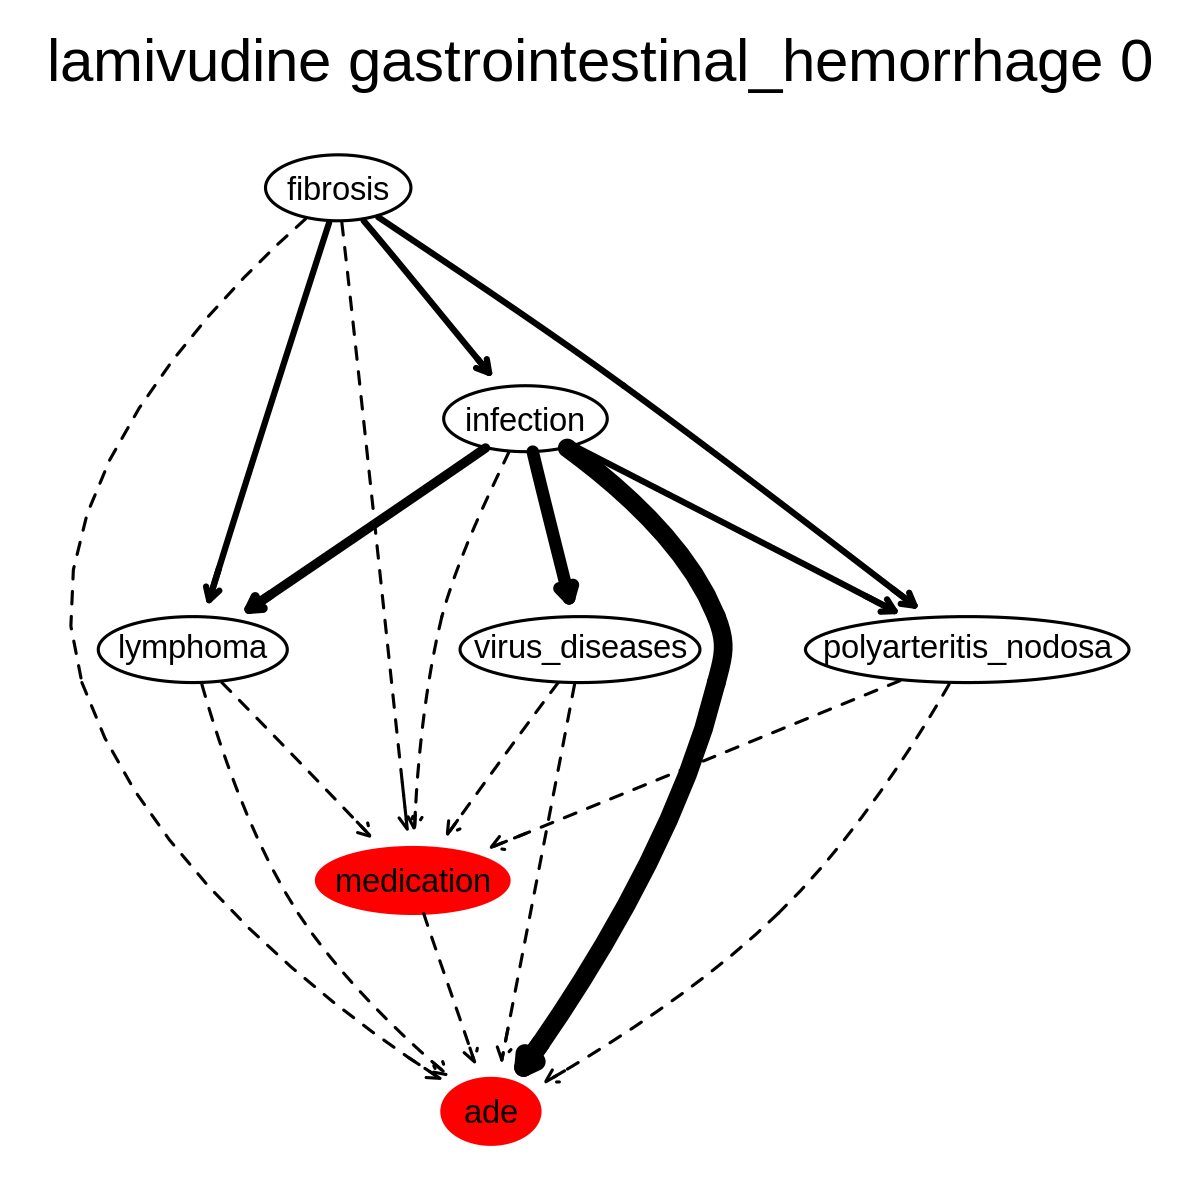 lamivudine gastrointestinal_hemorrhage 0
fibrosis
infection
lymphoma
virus_diseases
polyarteritis_nodosa
medication
ade